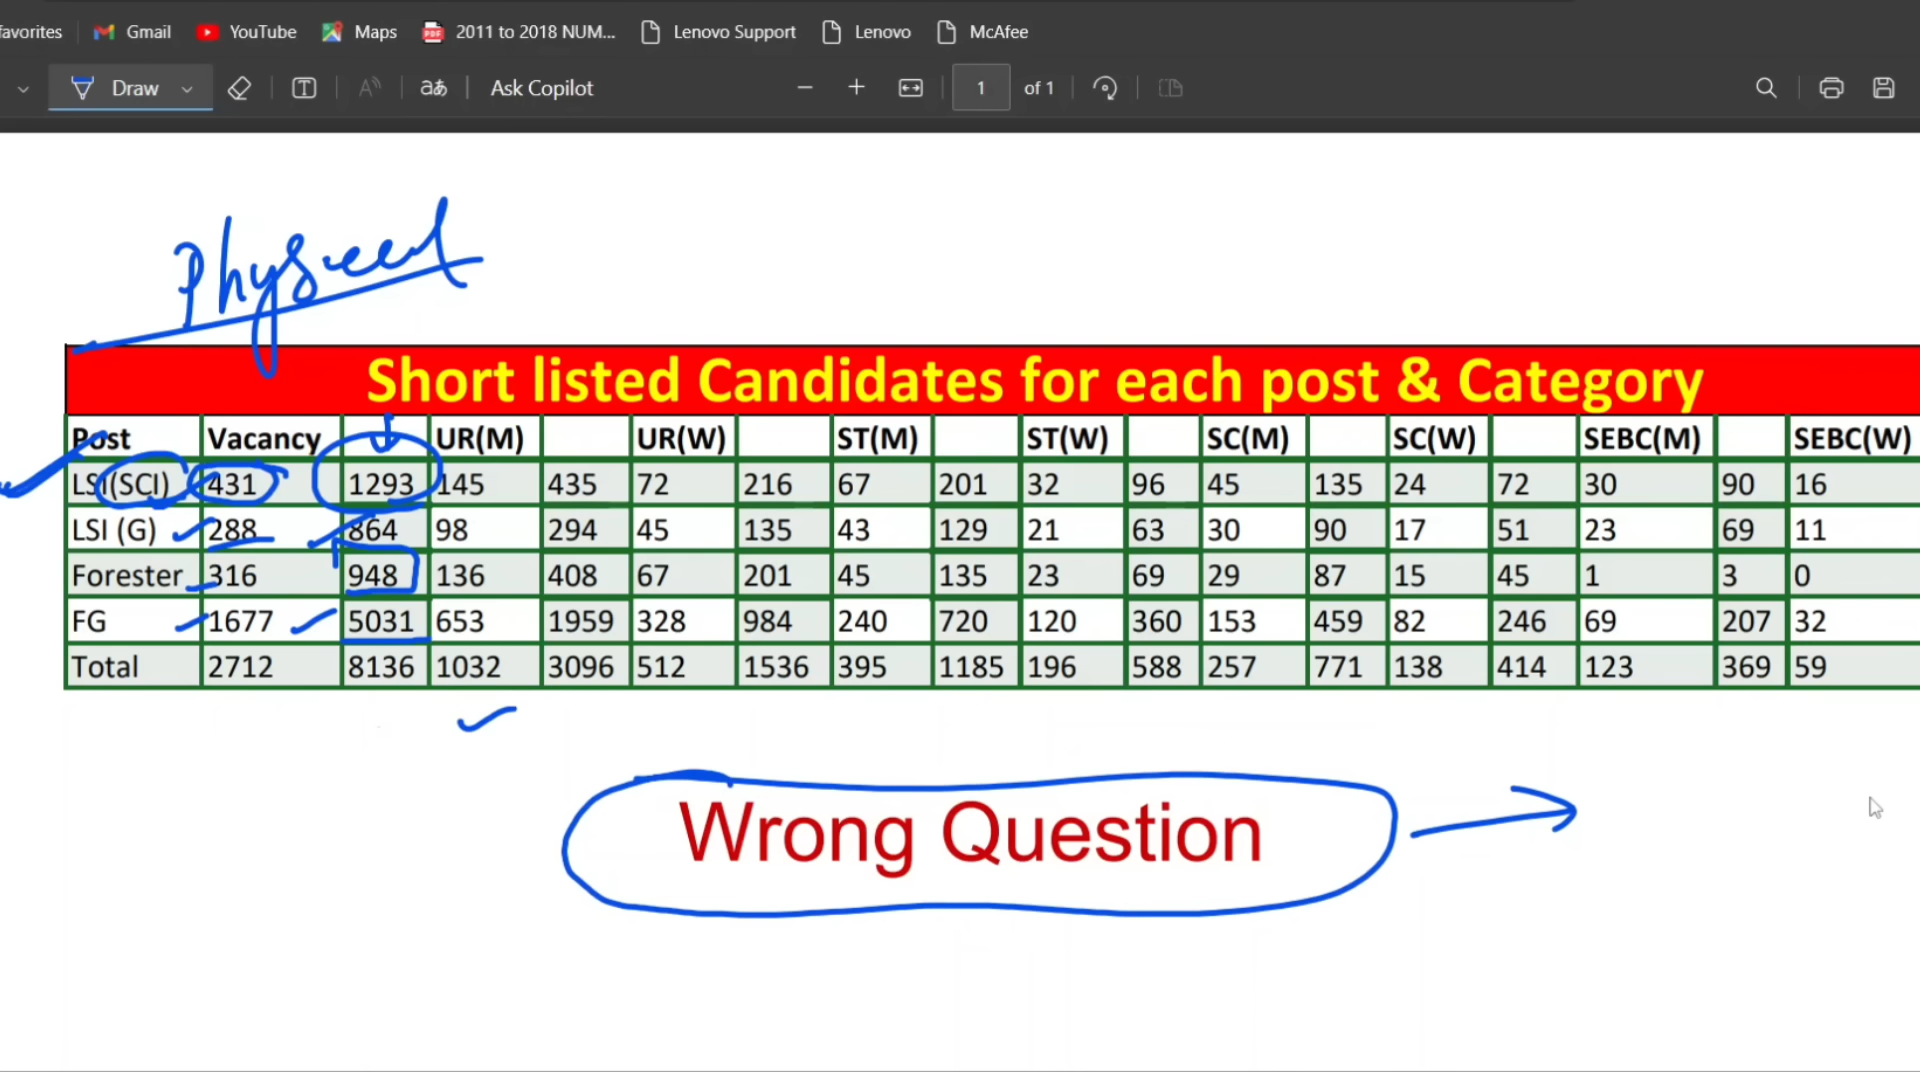 favorites Gmail YouTube Maps 2011 to 2018 NUM... Lenovo Support Lenovo McAfee
Draw T A aあ Ask Copilot 1 of 1
Physical
Short listed Candidates for each post & Category
Post Vacancy UR(M) UR(W) ST(M) ST(W) SC(M) SC(W) SEBC(M) SEBC(W)
LSI(SCI) 431 1293 145 435 72 216 67 201 32 96 45 135 24 72 30 90 16
LSI (G) 288 864 98 294 45 135 43 129 21 63 30 90 17 51 23 69 11
Forester 316 948 136 408 67 201 45 135 23 69 29 87 15 45 1 3 0
FG 1677 5031 653 1959 328 984 240 720 120 360 153 459 82 246 69 207 32
Total 2712 8136 1032 3096 512 1536 395 1185 196 588 257 771 138 414 123 369 59
Wrong Question